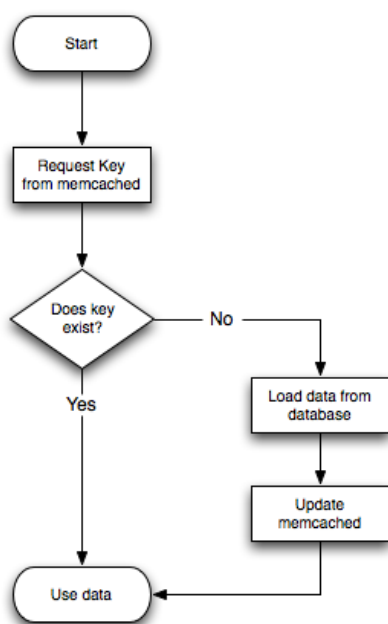 Start
Request Key
from memcached
Does key
exist?
No
Yes
Load data from
database
Update
memcached
Use data